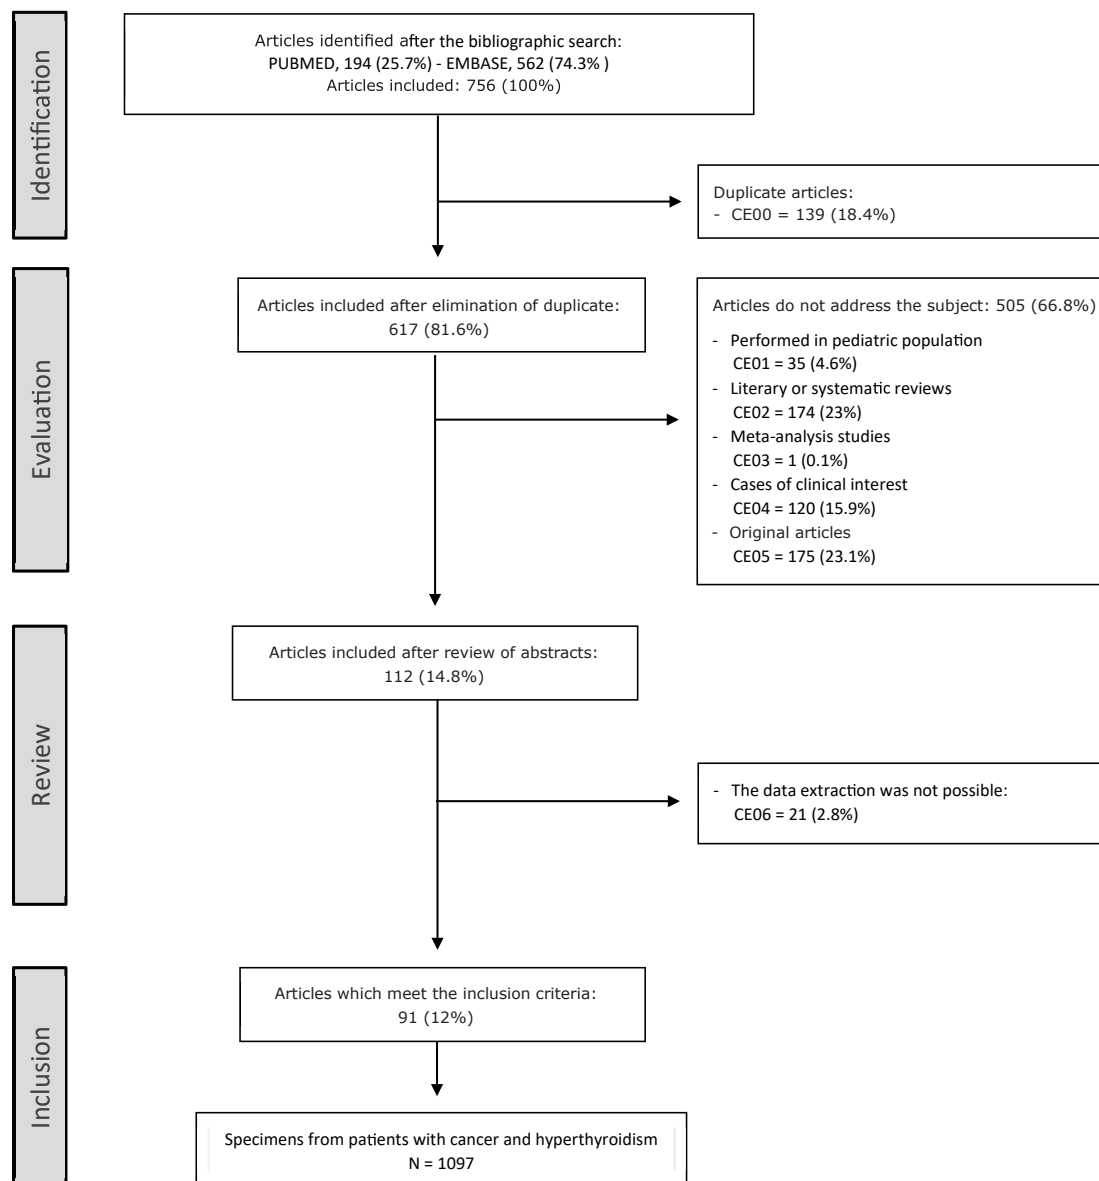 Identification
Articles identified after the bibliographic search:
PUBMED, 194 (25.7%) - EMBASE, 562 (74.3% )
Articles included: 756 (100%)
Duplicate articles:
- CE00 = 139 (18.4%)
Evaluation
Articles included after elimination of duplicate:
617 (81.6%)
Articles do not address the subject: 505 (66.8%)
- Performed in pediatric population
CE01 = 35 (4.6%)
- Literary or systematic reviews
CE02 = 174 (23%)
- Meta-analysis studies
CE03 = 1 (0.1%)
- Cases of clinical interest
CE04 = 120 (15.9%)
- Original articles
CE05 = 175 (23.1%)
Review
Articles included after review of abstracts:
112 (14.8%)
- The data extraction was not possible:
CE06 = 21 (2.8%)
Inclusion
Articles which meet the inclusion criteria:
91 (12%)
Specimens from patients with cancer and hyperthyroidism
N = 1097